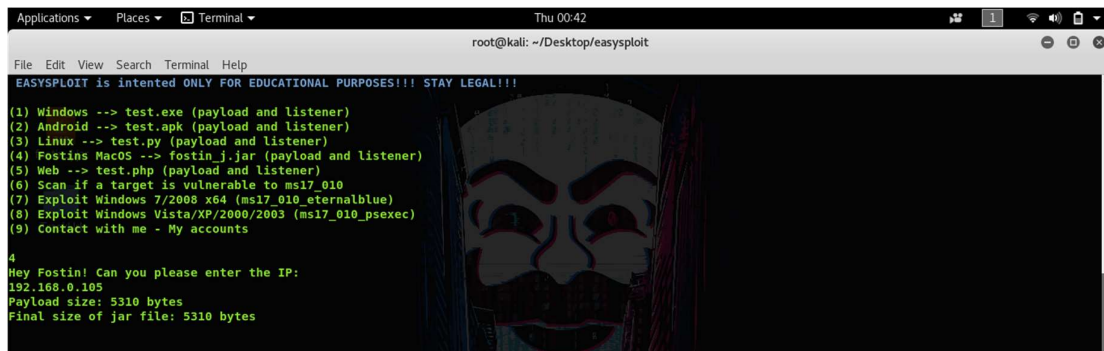 Applications Places Terminal Thu 00:42 1
root@kali: ~/Desktop/easysploit
File Edit View Search Terminal Help
EASYSPLOIT is intented ONLY FOR EDUCATIONAL PURPOSES!!! STAY LEGAL!!!
(1) Windows --> test.exe (payload and listener)
(2) Android --> test.apk (payload and listener)
(3) Linux --> test.py (payload and listener)
(4) Fostins MacOS --> fostin_j.jar (payload and listener)
(5) Web --> test.php (payload and listener)
(6) Scan if a target is vulnerable to ms17_010
(7) Exploit Windows 7/2008 x64 (ms17_010_eternalblue)
(8) Exploit Windows Vista/XP/2000/2003 (ms17_010_psexec)
(9) Contact with me - My accounts
4
Hey Fostin! Can you please enter the IP:
192.168.0.105
Payload size: 5310 bytes
Final size of jar file: 5310 bytes